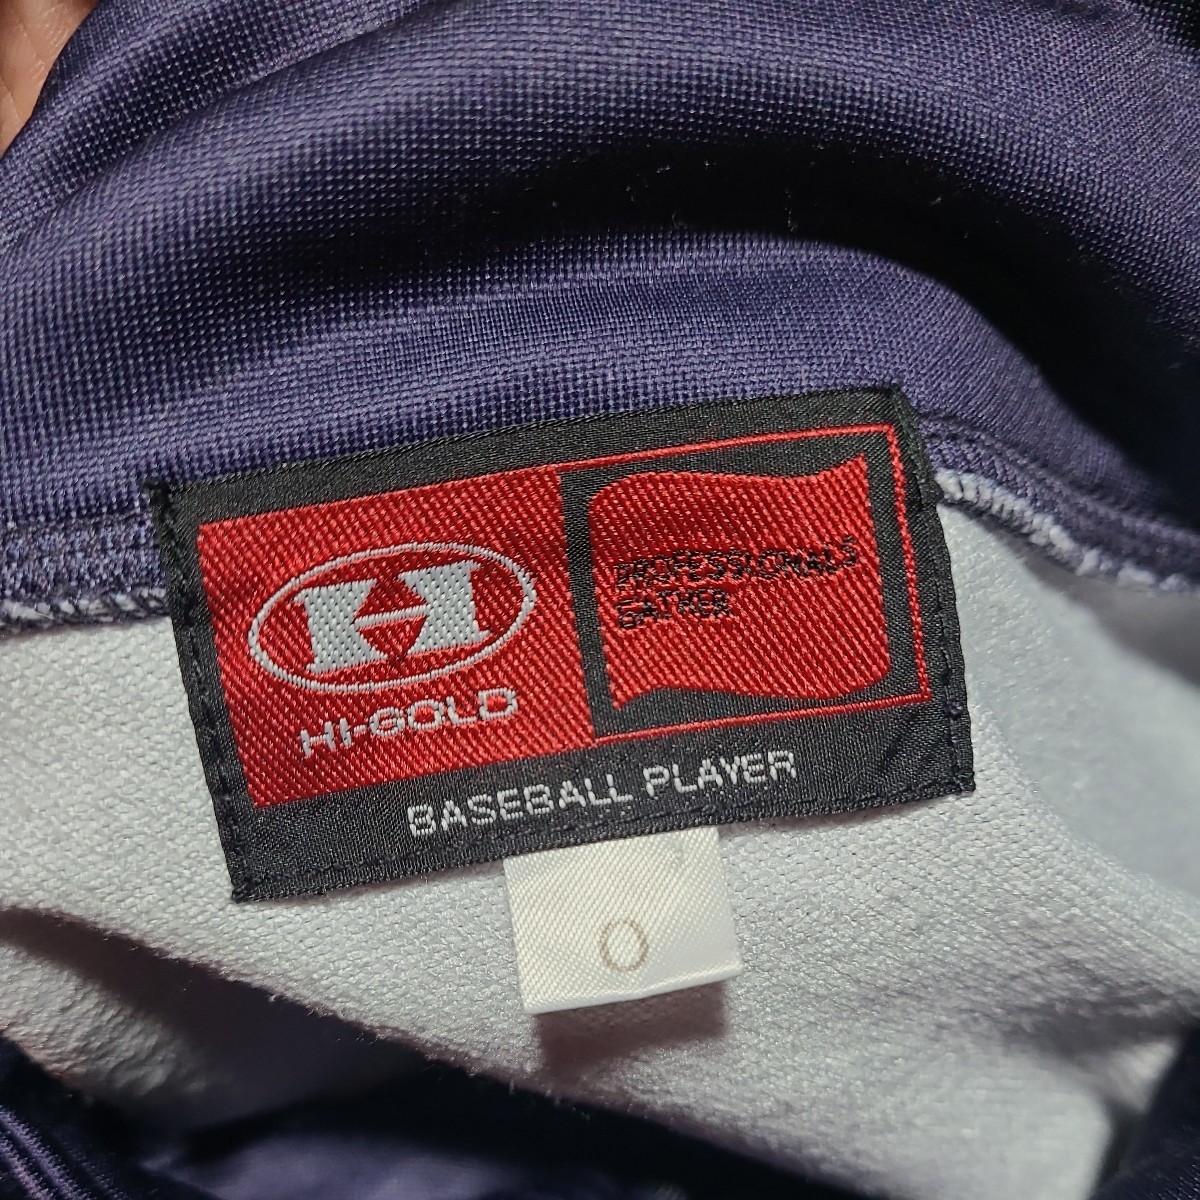 H
HI-GOLD
PROFESSIONALS
GATHER
BASEBALL PLAYER
O